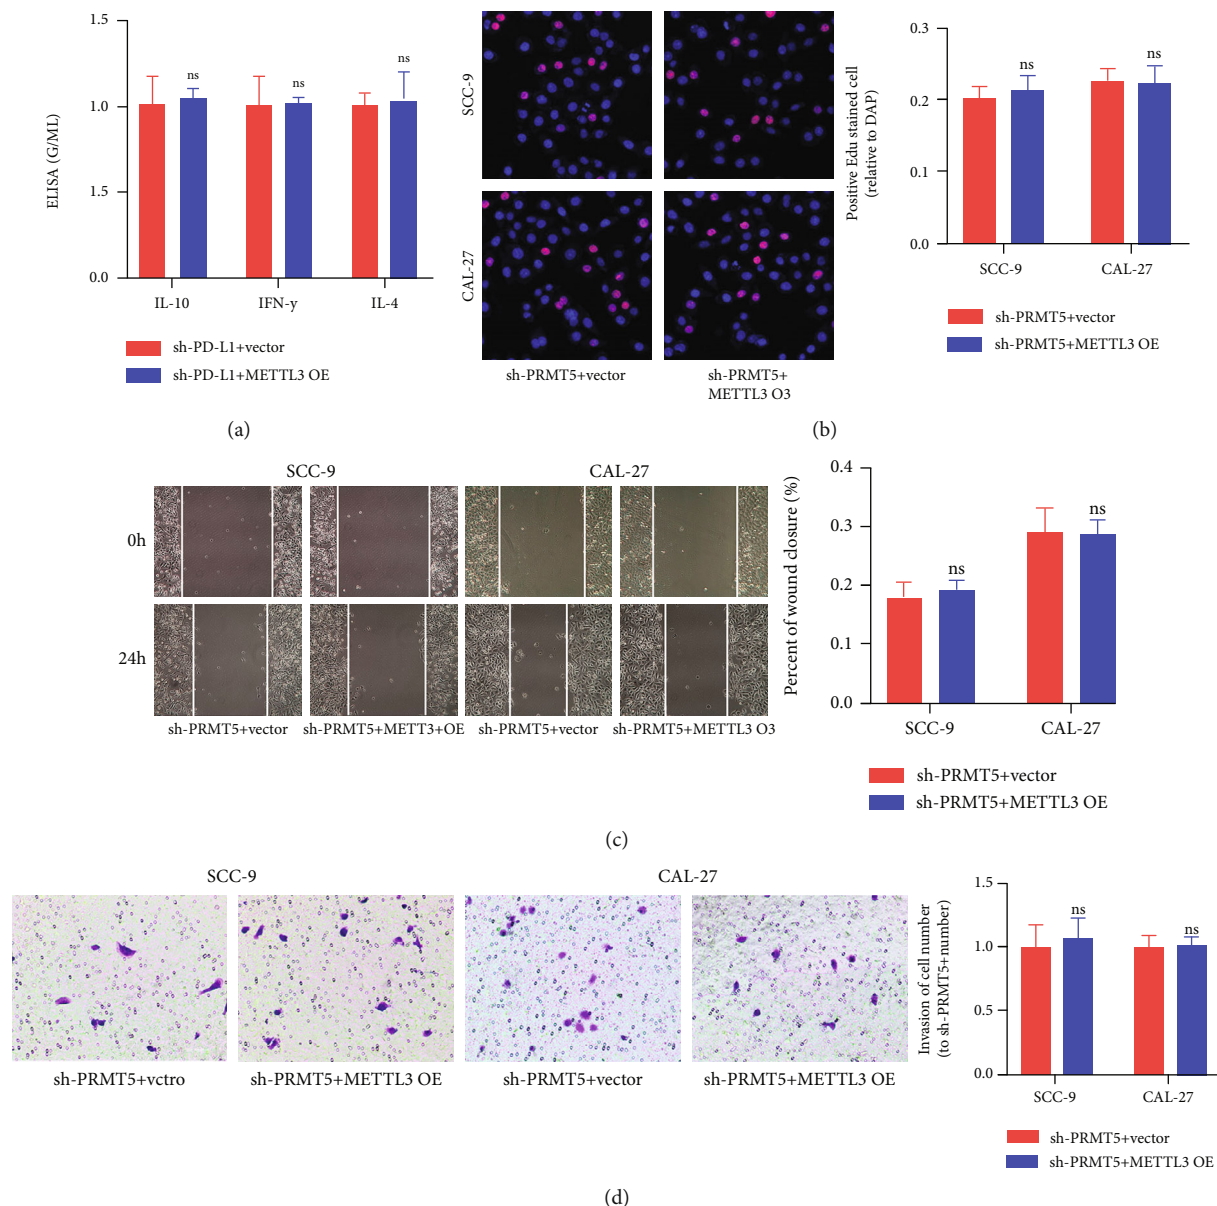 1.5
1.0
1.5
0.0
ELISA (G/ML)
ns
ns
ns
IL-10
IFN-y
IL-4
sh-PD-L1+vector
sh-PD-L1+METTL3 OE
(a)
SCC-9
CAL-27
sh-PRMT5+vector
sh-PRMT5+
METTL3 O3
0.3
0.2
0.1
0.0
Positive Edu stained cell
(relative to DAP)
ns
ns
SCC-9
CAL-27
sh-PRMT5+vector
sh-PRMT5+METTL3 OE
(b)
SCC-9
CAL-27
0h
24h
sh-PRMT5+vector
sh-PRMT5+METT3+OE
sh-PRMT5+vector
sh-PRMT5+METTL3 O3
0.4
0.3
0.2
0.1
0.0
Percent of wound closure (%)
ns
ns
SCC-9
CAL-27
sh-PRMT5+vector
sh-PRMT5+METTL3 OE
(c)
SCC-9
CAL-27
sh-PRMT5+vctro
sh-PRMT5+METTL3 OE
sh-PRMT5+vector
sh-PRMT5+METTL3 OE
1.5
1.0
0.5
0.0
Invasion of cell number
(to sh-PRMT5+number)
ns
ns
SCC-9
CAL-27
sh-PRMT5+vector
sh-PRMT5+METTL3 OE
(d)